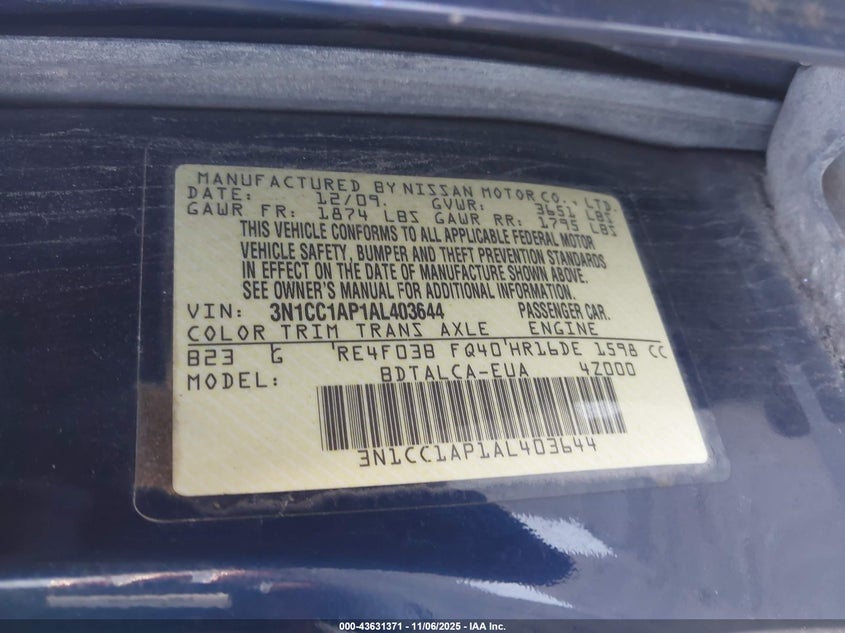 MANUFACTURED BY NISSAN MOTOR CO., LTD.
DATE: 12/09. GVWR: 3651 LBS
GAWR FR: 1874 LBS GAWR RR: 1795 LBS
THIS VEHICLE CONFORMS TO ALL APPLICABLE FEDERAL MOTOR
VEHICLE SAFETY, BUMPER AND THEFT PREVENTION STANDARDS
IN EFFECT ON THE DATE OF MANUFACTURE SHOWN ABOVE.
SEE OWNER'S MANUAL FOR ADDITIONAL INFORMATION.
VIN: 3N1CC1AP1AL403644 PASSENGER CAR.
COLOR TRIM TRANS AXLE ENGINE
B23 G RE4F03B FQ40 HR16DE 1598 CC
MODEL: BDTALCA-EUA 4Z000
3N1CC1AP1AL403644
000-43631371 - 11/06/2025 - IAA Inc.